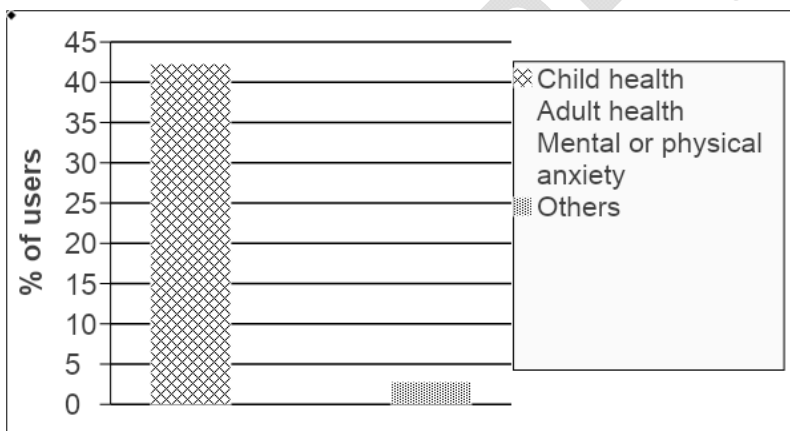 45
40
35
30
25
20
15
10
5
0
% of users
Child health
Adult health
Mental or physical
anxiety
Others